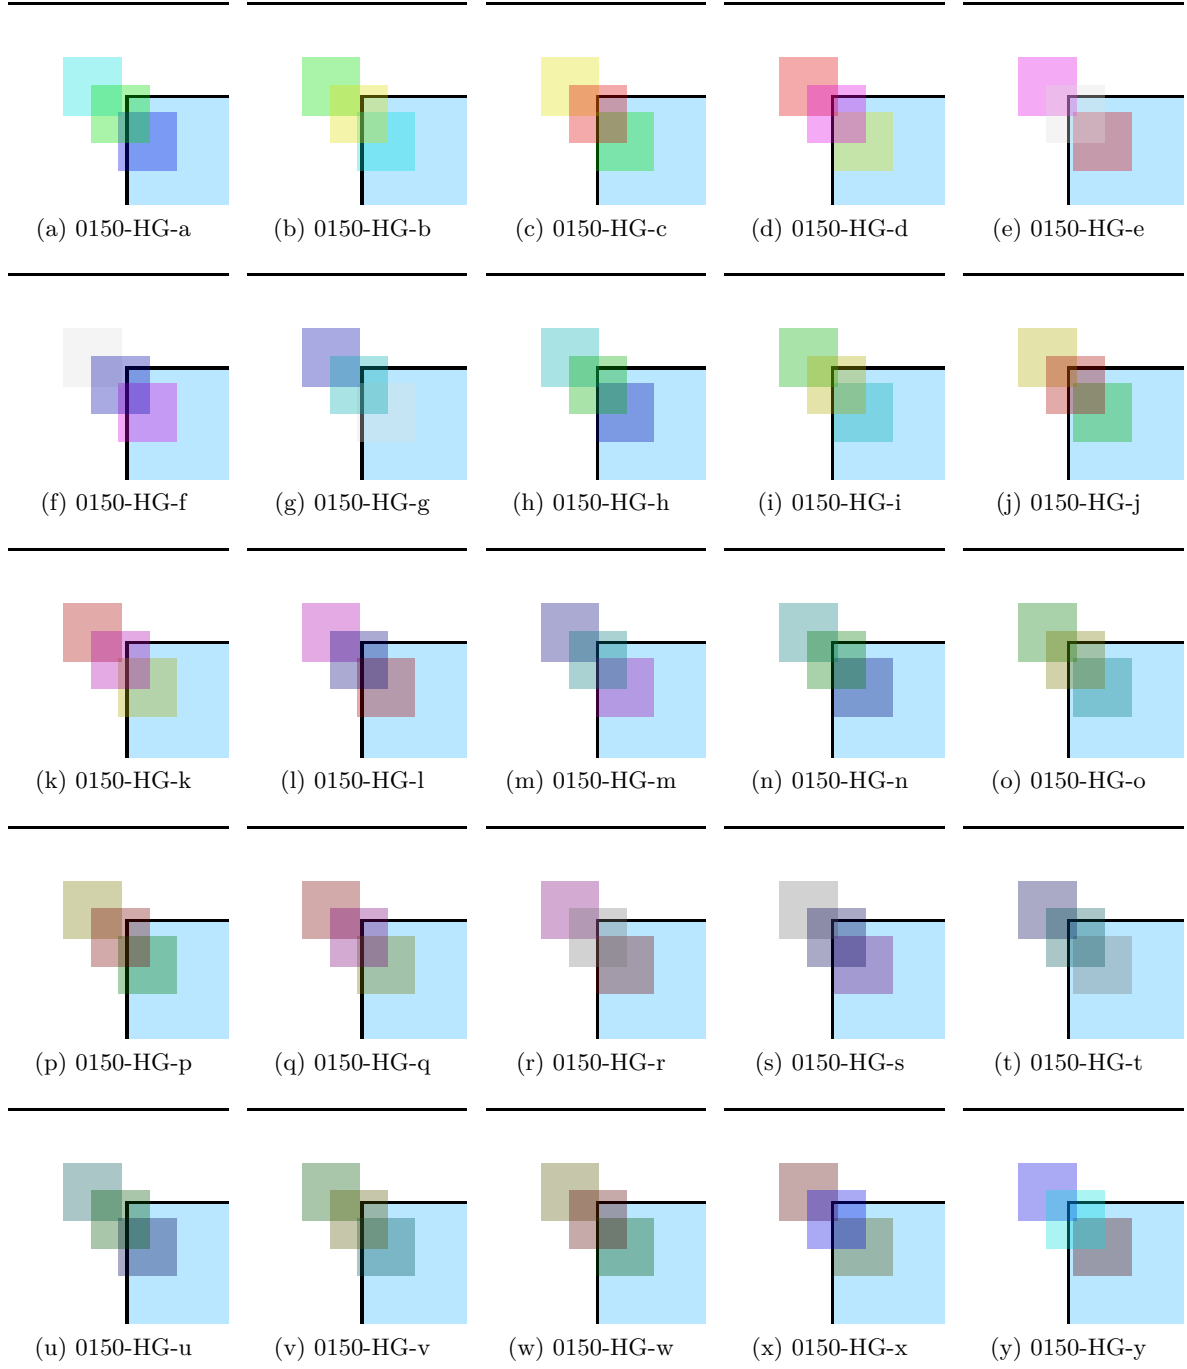 (a) 0150-HG-a (b) 0150-HG-b (c) 0150-HG-c (d) 0150-HG-d (e) 0150-HG-e
(f) 0150-HG-f (g) 0150-HG-g (h) 0150-HG-h (i) 0150-HG-i (j) 0150-HG-j
(k) 0150-HG-k (l) 0150-HG-l (m) 0150-HG-m (n) 0150-HG-n (o) 0150-HG-o
(p) 0150-HG-p (q) 0150-HG-q (r) 0150-HG-r (s) 0150-HG-s (t) 0150-HG-t
(u) 0150-HG-u (v) 0150-HG-v (w) 0150-HG-w (x) 0150-HG-x (y) 0150-HG-y